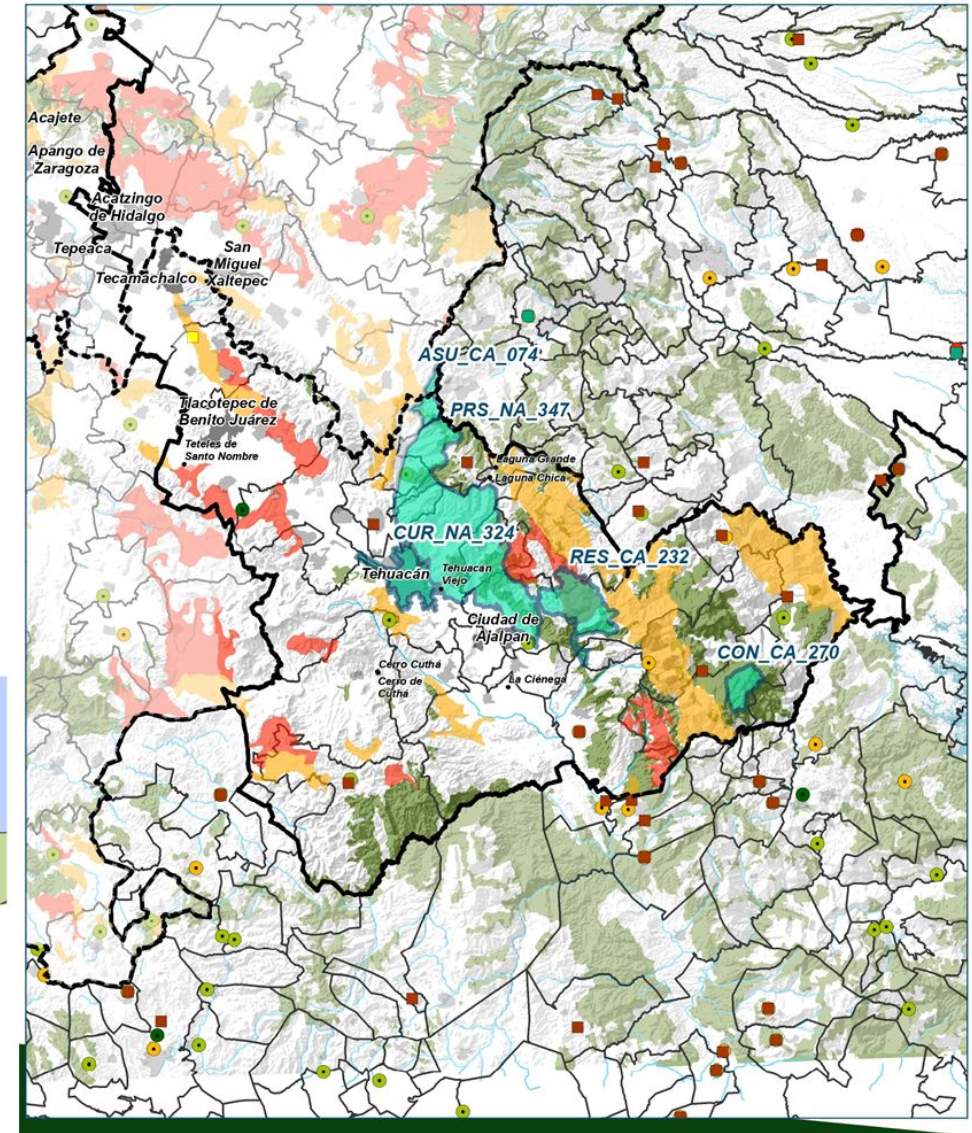 Acajete
Apango de
Zaragoza
Acatzingo
de Hidalgo
Tepeaca
San
Miguel
Xaltepec
Tecamachalco
ASU_CA_074
PRS_NA_347
Tlacotepec de
Benito Juárez
Teteles de
Santo Nombre
Laguna Grande
Laguna Chica
CUR_NA_324
RES_CA_232
Tehuacán
Tehuacan
Viejo
Ciudad de
Ajalpan
CON_CA_270
Cerro Cuthá
Cerro de
Cuthá
La Ciénega